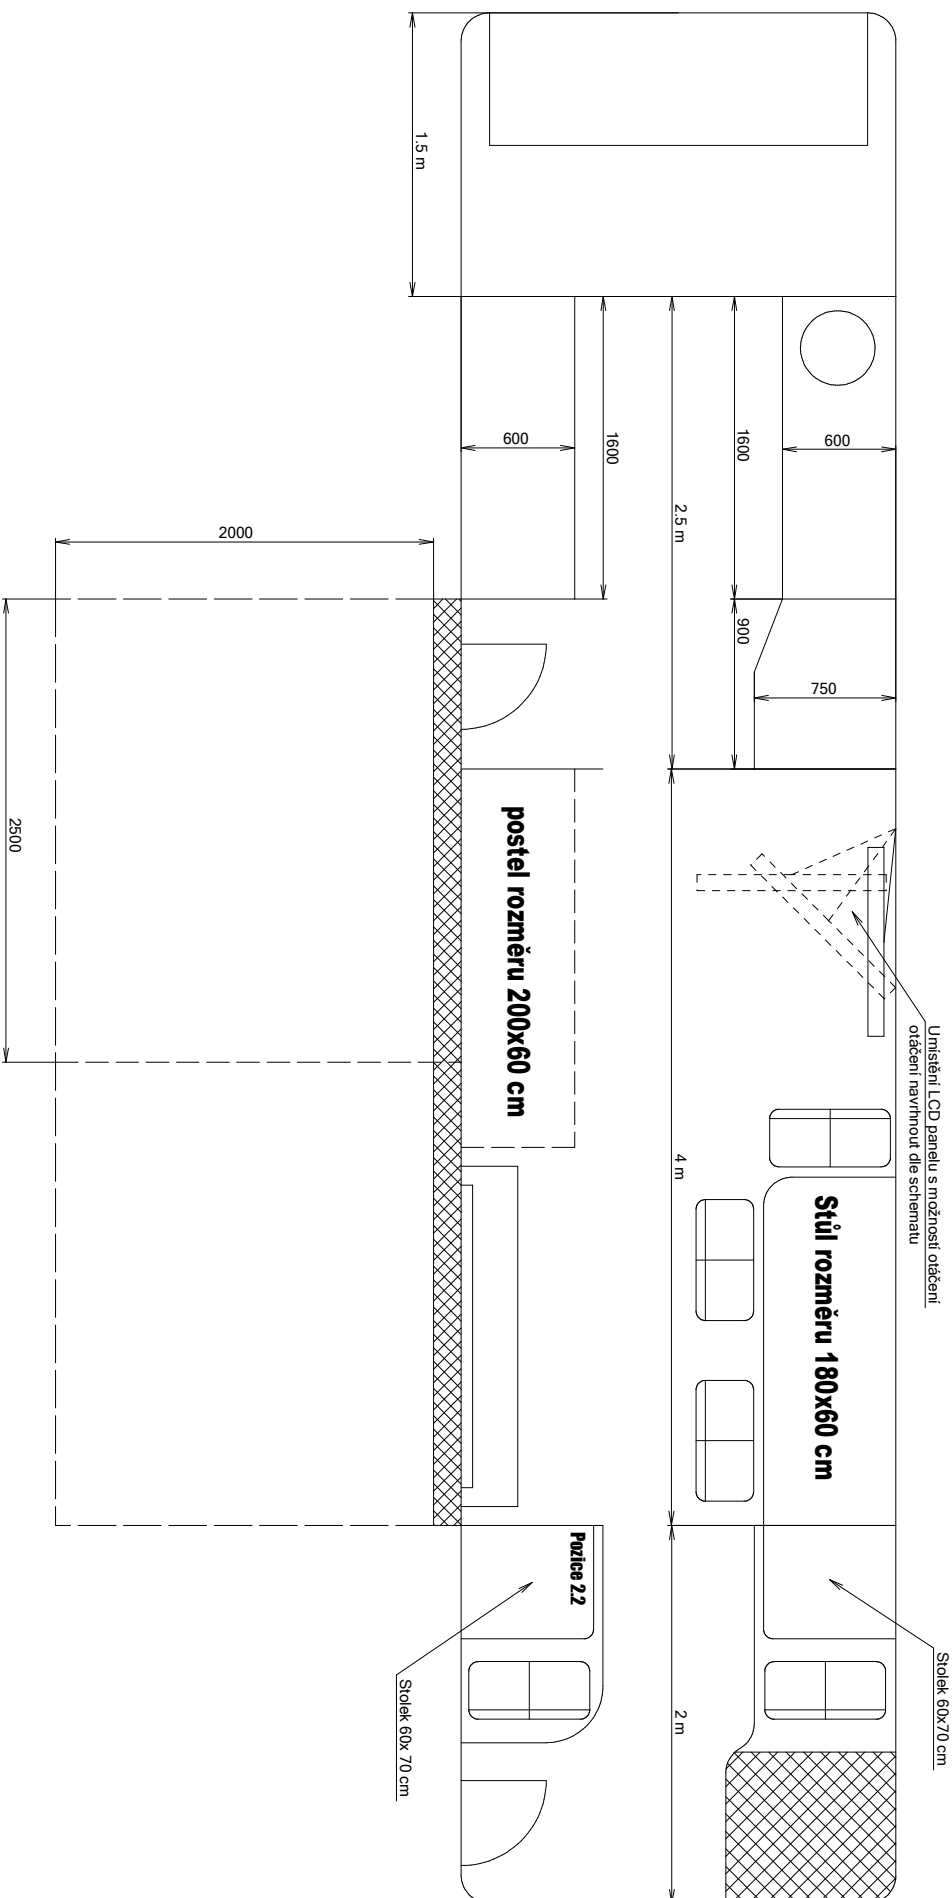 1.5 m
600
1600
2.5 m
1600
600
2000
900
750
2500
postel rozměru 200x60 cm
Umístění LCD panelu s možností otáčení
otáčení navrhnout dle schematu
4 m
Stůl rozměru 180x60 cm
Pozice 2.2
Stolek 60x70 cm
Stolek 60x 70 cm
2 m